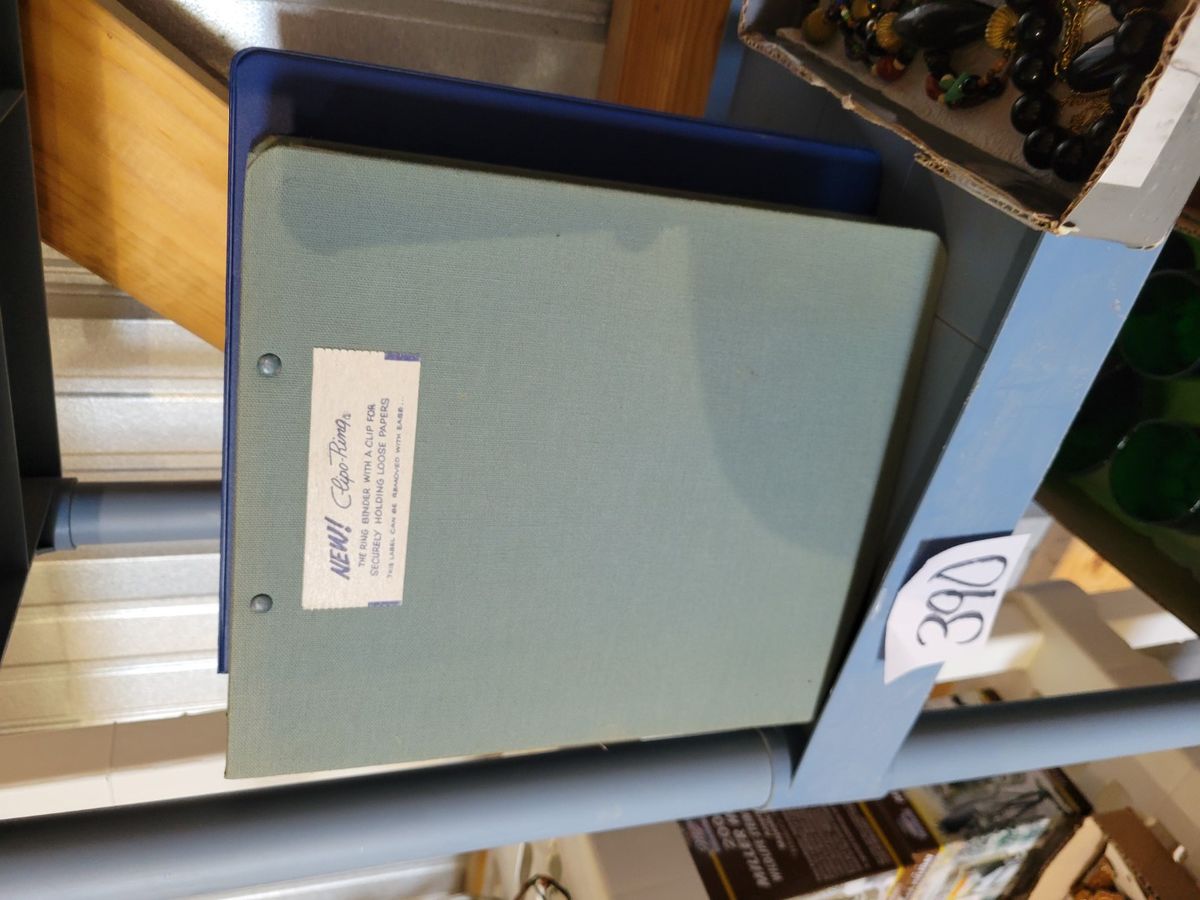 NEW! Clipo-Ring
THE RING BINDER WITH A CLIP FOR
SECURELY HOLDING LOOSE PAPERS
THIS LABEL CAN BE REMOVED WITH EASE...
390